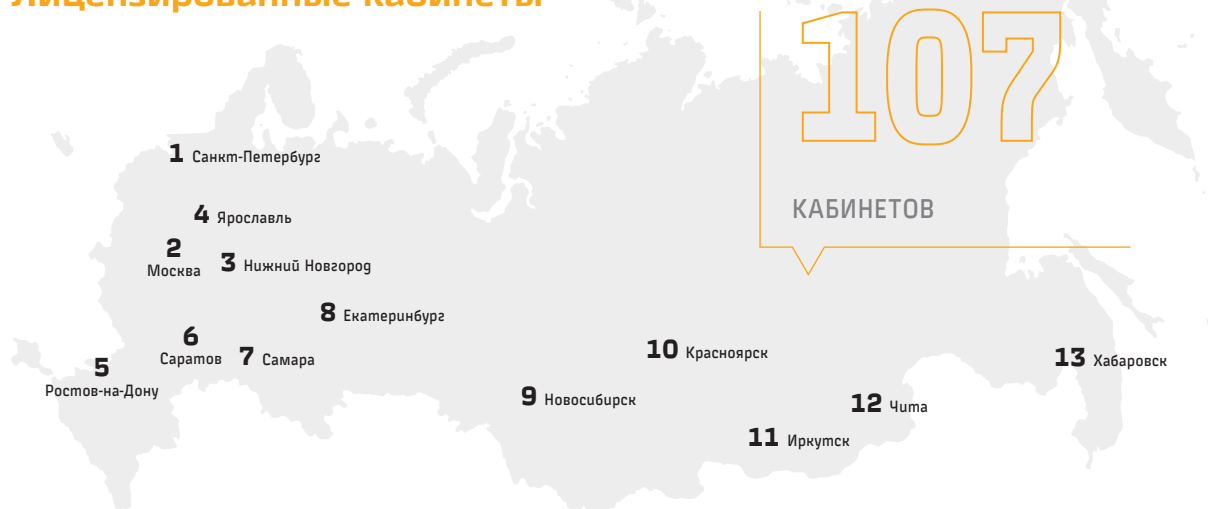 Лицензированные кабинеты
107
КАБИНЕТОВ
1 Санкт-Петербург
4 Ярославль
2
Москва
3 Нижний Новгород
8 Екатеринбург
6
Саратов
7 Самара
5
Ростов-на-Дону
10 Красноярск
9 Новосибирск
13 Хабаровск
12 Чита
11 Иркутск